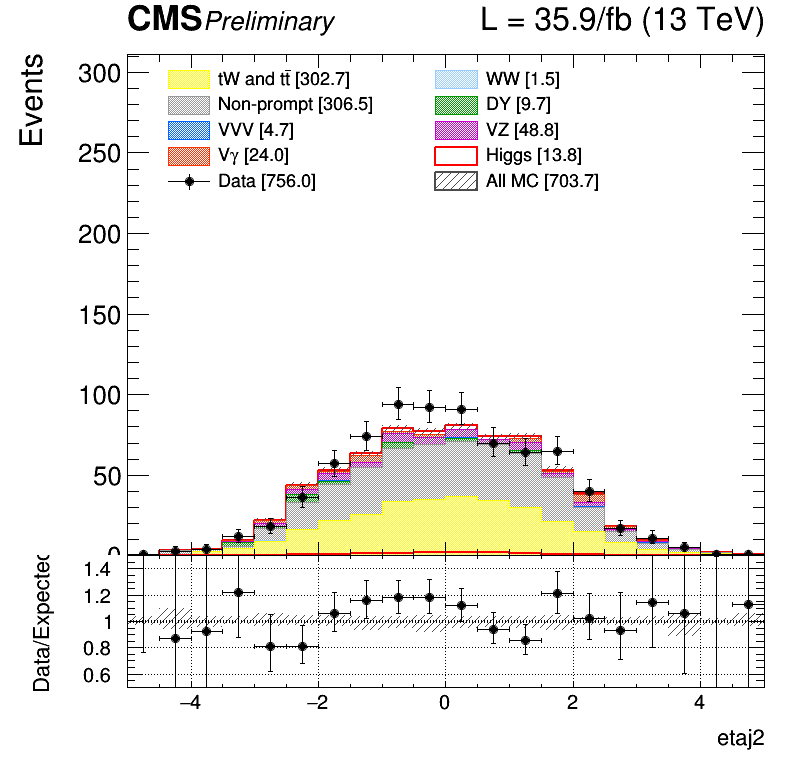 CMS Preliminary L = 35.9/fb (13 TeV)
Events
300
250
200
150
100
50
0
tW and tt̄ [302.7]
Non-prompt [306.5]
VVV [4.7]
Vγ [24.0]
Data [756.0]
WW [1.5]
DY [9.7]
VZ [48.8]
Higgs [13.8]
All MC [703.7]
Data/Expected
1.4
1.2
1
0.8
0.6
−4 −2 0 2 4
etaj2